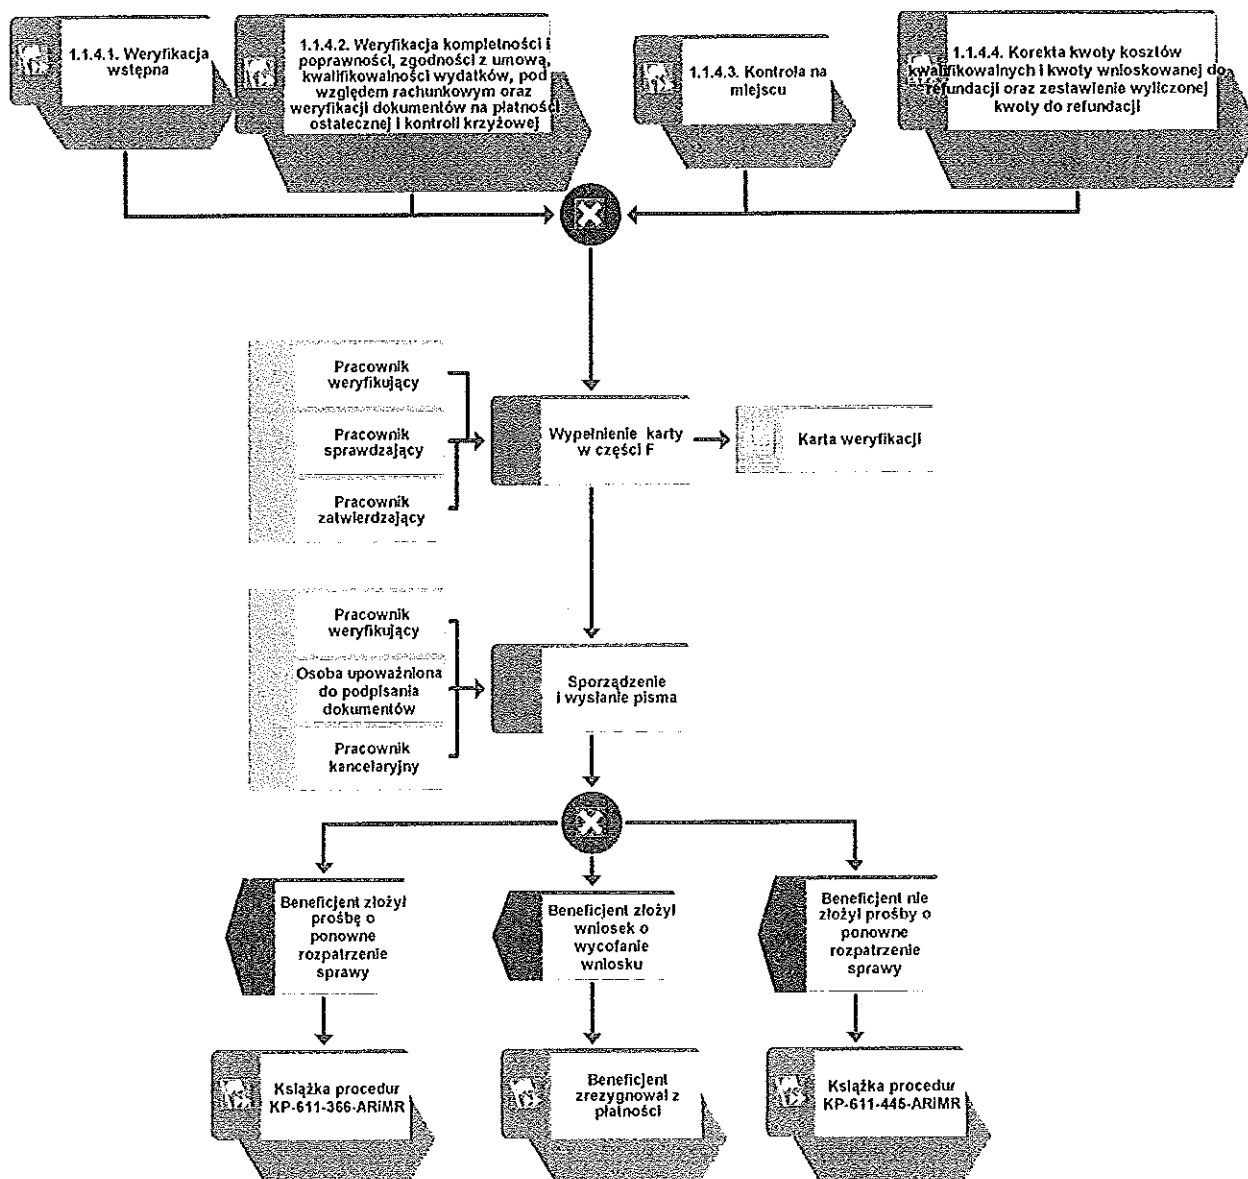 1.1.4.1. Weryfikacja
wstępna
1.1.4.2. Weryfikacja kompletności i
poprawności, zgodności z umową,
kwalifikowalności wydatków, pod
względem rachunkowym oraz
weryfikacji dokumentów na płatności
ostatecznej i kontroli krzyżowej
1.1.4.3. Kontrola na
miejscu
1.1.4.4. Korekta kwoty kosztów
kwalifikowalnych i kwoty wnioskowanej do
refundacji oraz zestawienie wyliczonej
kwoty do refundacji
Pracownik
weryfikujący
Pracownik
sprawdzający
Pracownik
zatwierdzający
Wypełnienie karty
w części F
Karta weryfikacji
Pracownik
weryfikujący
Osoba upoważniona
do podpisania
dokumentów
Pracownik
kancelaryjny
Sporządzenie
i wysłanie pisma
Beneficjent złożył
prośbę o
ponowne
rozpatrzenie
sprawy
Beneficjent złożył
wniosek o
wycofanie
wniosku
Beneficjent nie
złożył prośby o
ponowne
rozpatrzenie
sprawy
Książka procedur
KP-611-366-ARiMR
Beneficjent
zrezygnował z
płatności
Książka procedur
KP-611-445-ARiMR